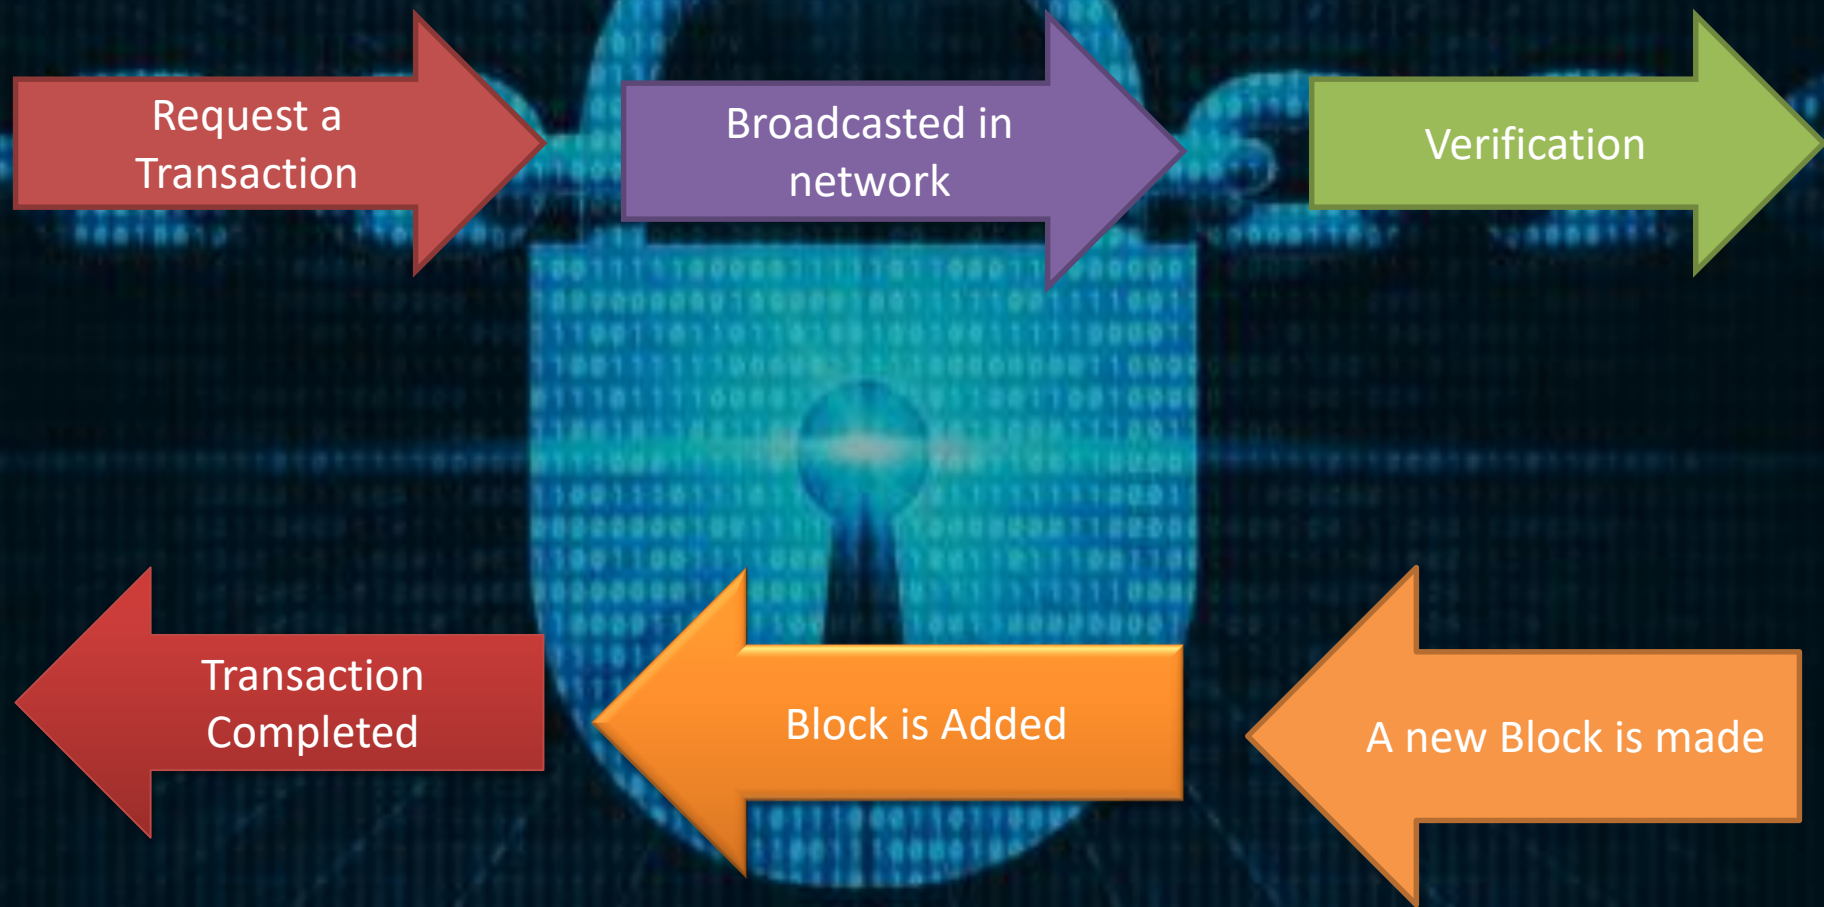 Request a
Transaction
Broadcasted in
network
Verification
A new Block is made
Block is Added
Transaction
Completed